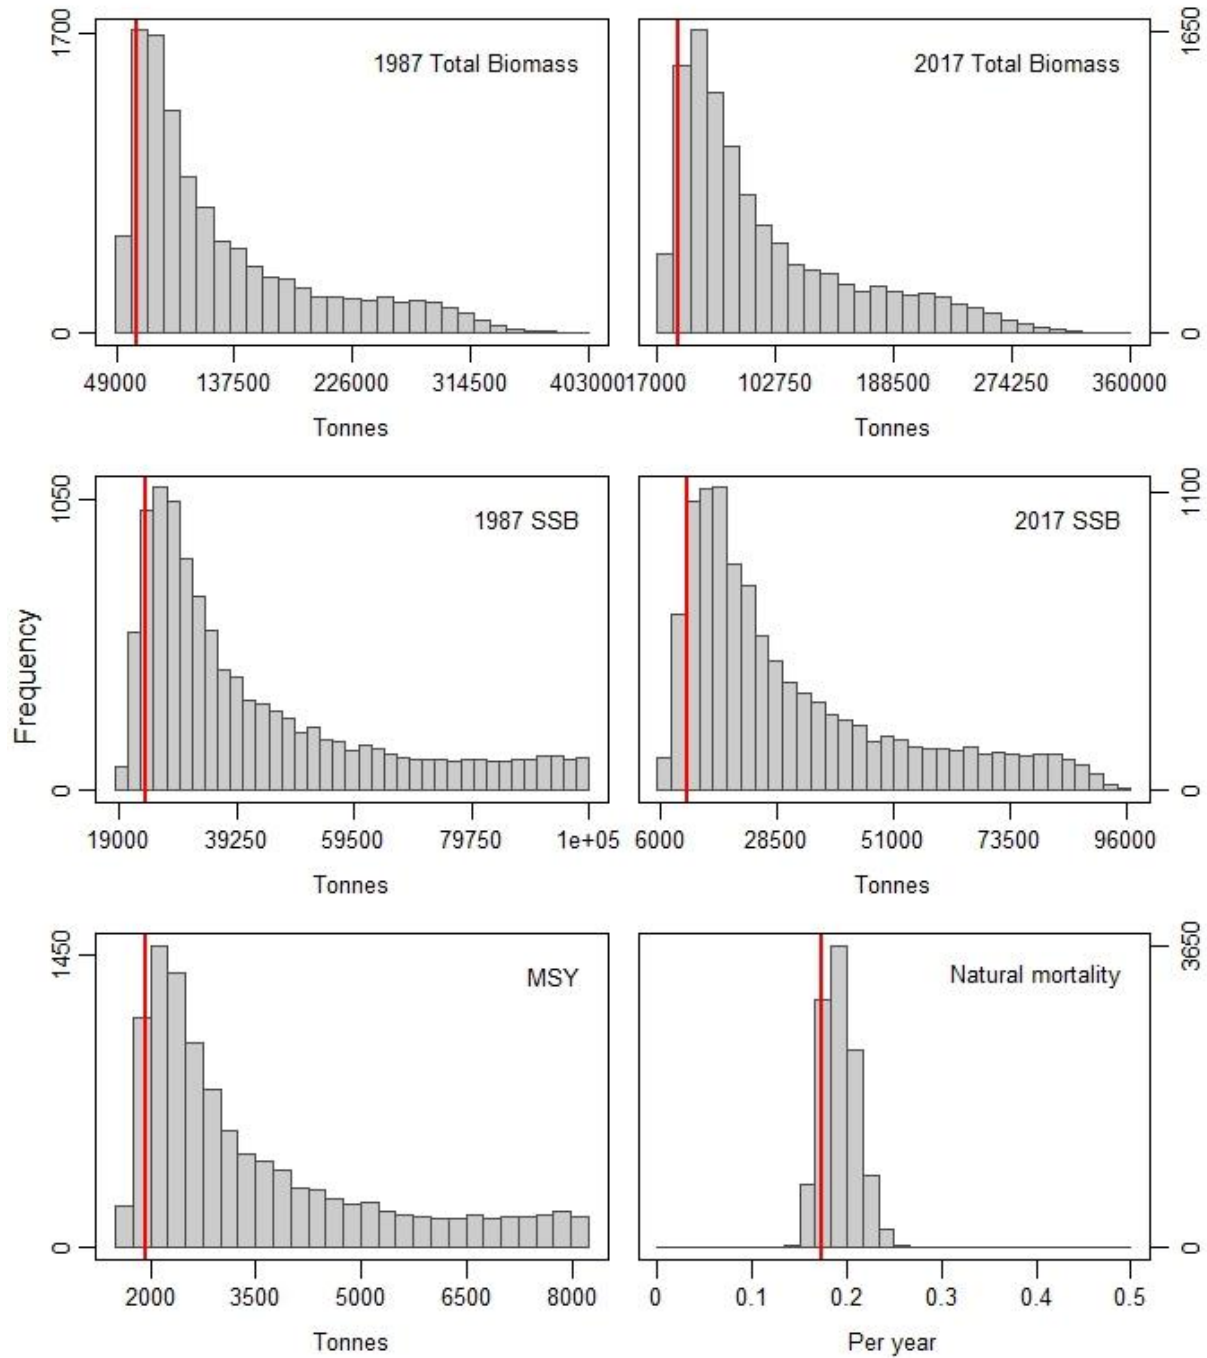 1700
0
1987 Total Biomass
49000 137500 226000 314500 403000
Tonnes
2017 Total Biomass
1650
0
17000 102750 188500 274250 360000
Tonnes
Frequency
1050
0
1987 SSB
19000 39250 59500 79750 1e+05
Tonnes
2017 SSB
1100
0
6000 28500 51000 73500 96000
Tonnes
1450
0
MSY
2000 3500 5000 6500 8000
Tonnes
Natural mortality
3650
0
0 0.1 0.2 0.3 0.4 0.5
Per year